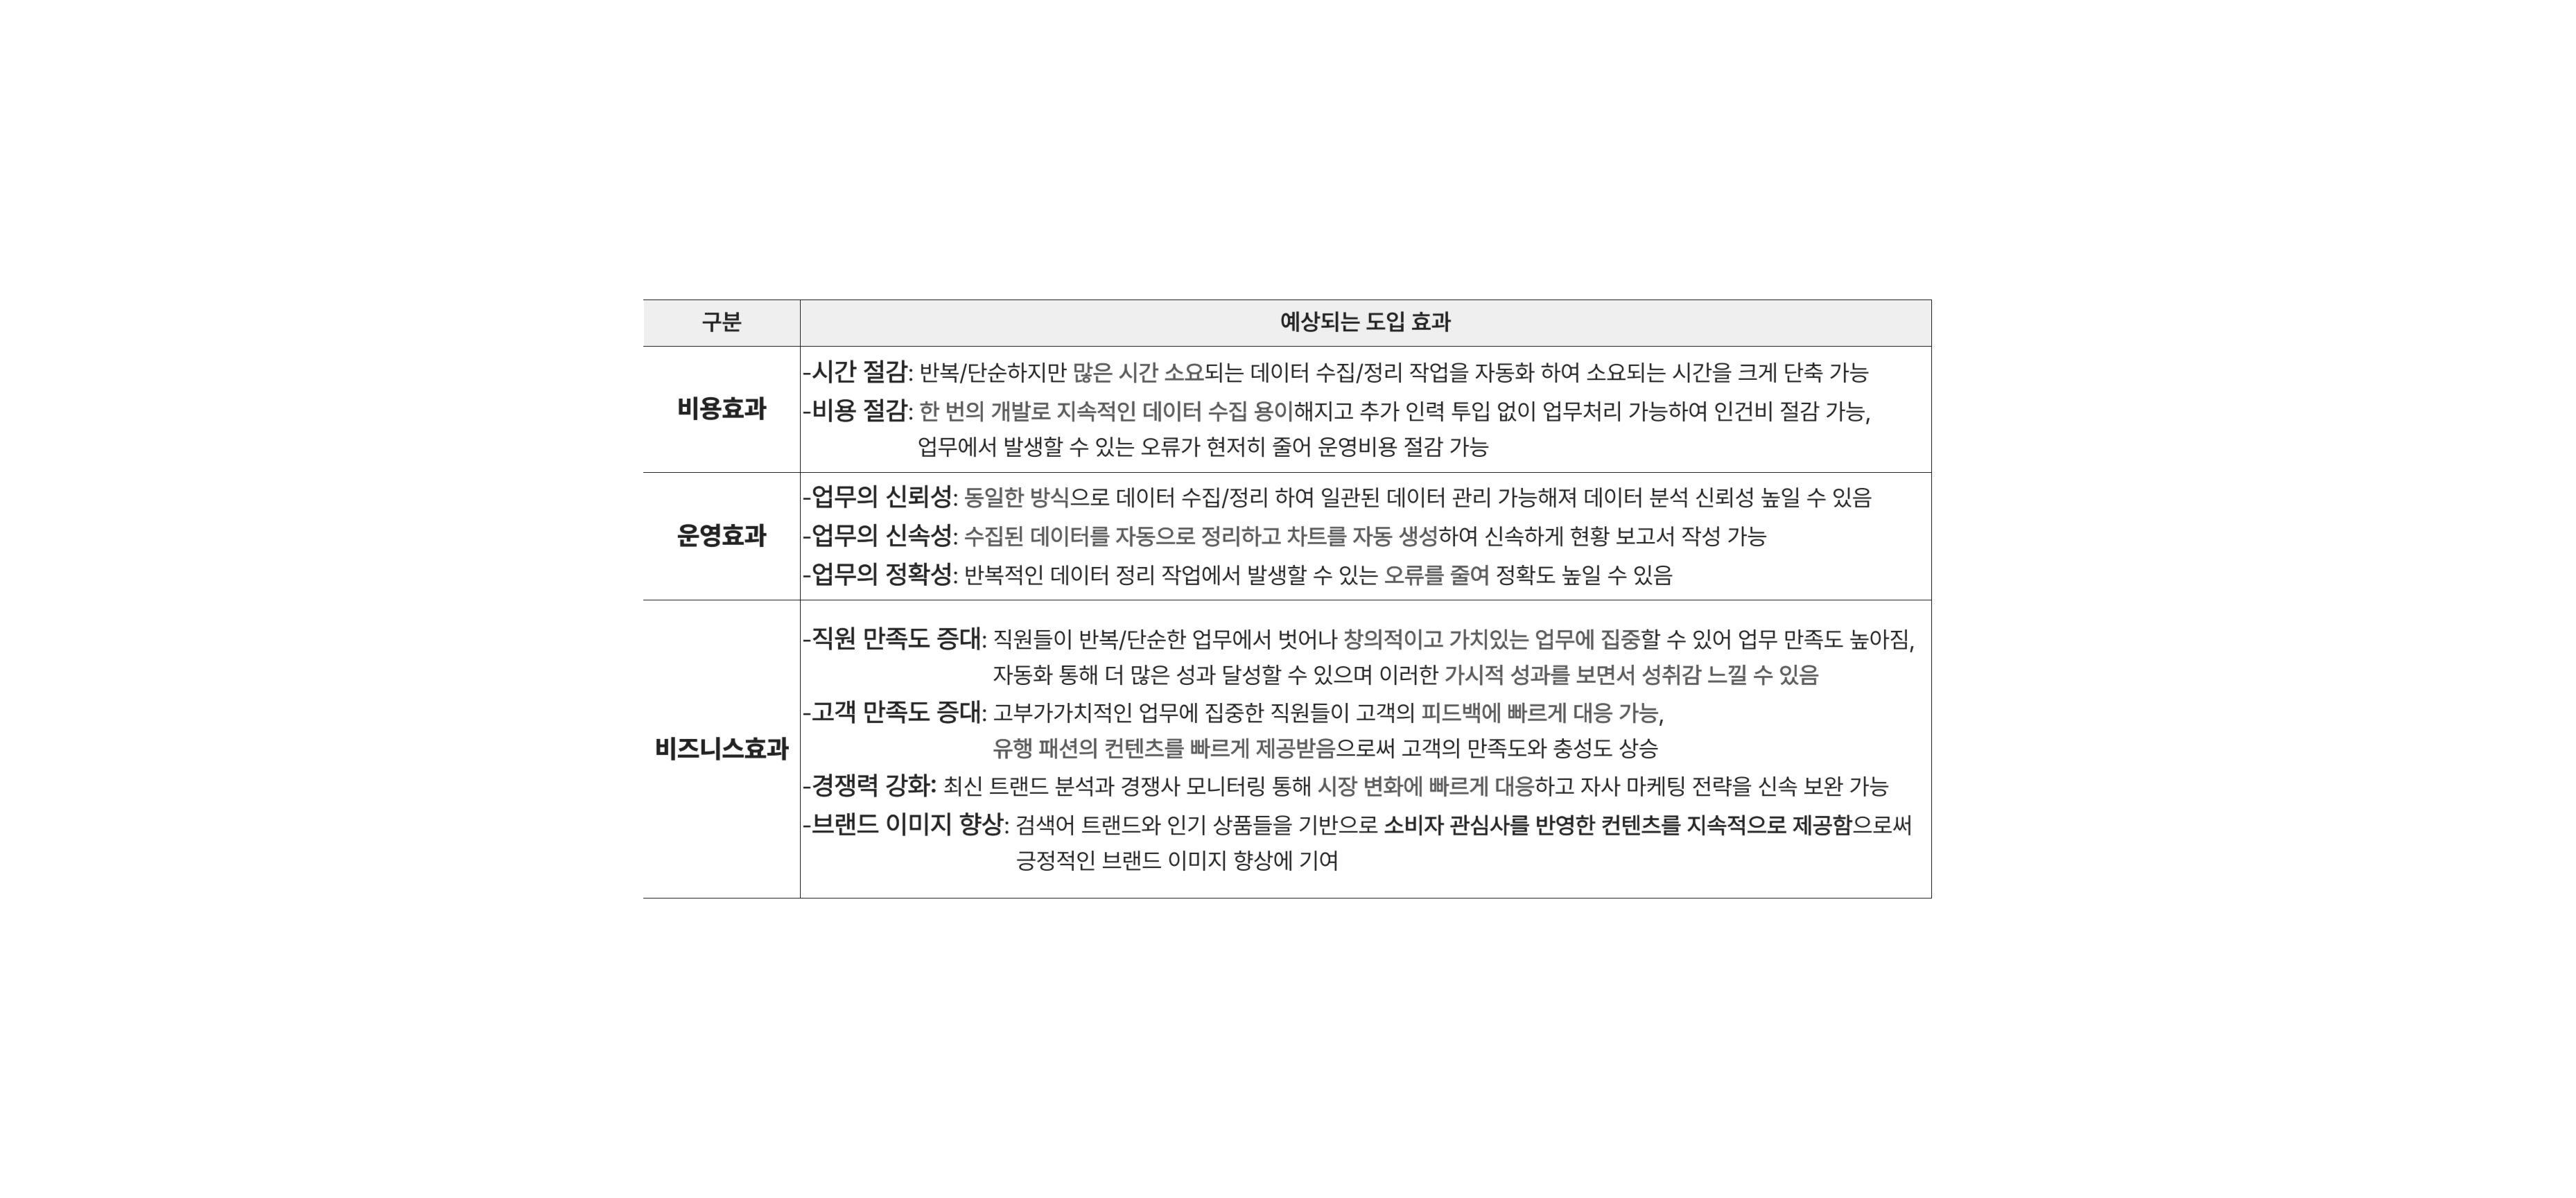 구분
예상되는 도입 효과
비용효과
-시간 절감: 반복/단순하지만 많은 시간 소요되는 데이터 수집/정리 작업을 자동화 하여 소요되는 시간을 크게 단축 가능
-비용 절감: 한 번의 개발로 지속적인 데이터 수집 용이해지고 추가 인력 투입 없이 업무처리 가능하여 인건비 절감 가능,
업무에서 발생할 수 있는 오류가 현저히 줄어 운영비용 절감 가능
운영효과
-업무의 신뢰성: 동일한 방식으로 데이터 수집/정리 하여 일관된 데이터 관리 가능해져 데이터 분석 신뢰성 높일 수 있음
-업무의 신속성: 수집된 데이터를 자동으로 정리하고 차트를 자동 생성하여 신속하게 현황 보고서 작성 가능
-업무의 정확성: 반복적인 데이터 정리 작업에서 발생할 수 있는 오류를 줄여 정확도 높일 수 있음
비즈니스효과
-직원 만족도 증대: 직원들이 반복/단순한 업무에서 벗어나 창의적이고 가치있는 업무에 집중할 수 있어 업무 만족도 높아짐,
자동화 통해 더 많은 성과 달성할 수 있으며 이러한 가시적 성과를 보면서 성취감 느낄 수 있음
-고객 만족도 증대: 고부가가치적인 업무에 집중한 직원들이 고객의 피드백에 빠르게 대응 가능,
유행 패션의 컨텐츠를 빠르게 제공받음으로써 고객의 만족도와 충성도 상승
-경쟁력 강화: 최신 트랜드 분석과 경쟁사 모니터링 통해 시장 변화에 빠르게 대응하고 자사 마케팅 전략을 신속 보완 가능
-브랜드 이미지 향상: 검색어 트랜드와 인기 상품들을 기반으로 소비자 관심사를 반영한 컨텐츠를 지속적으로 제공함으로써
긍정적인 브랜드 이미지 향상에 기여